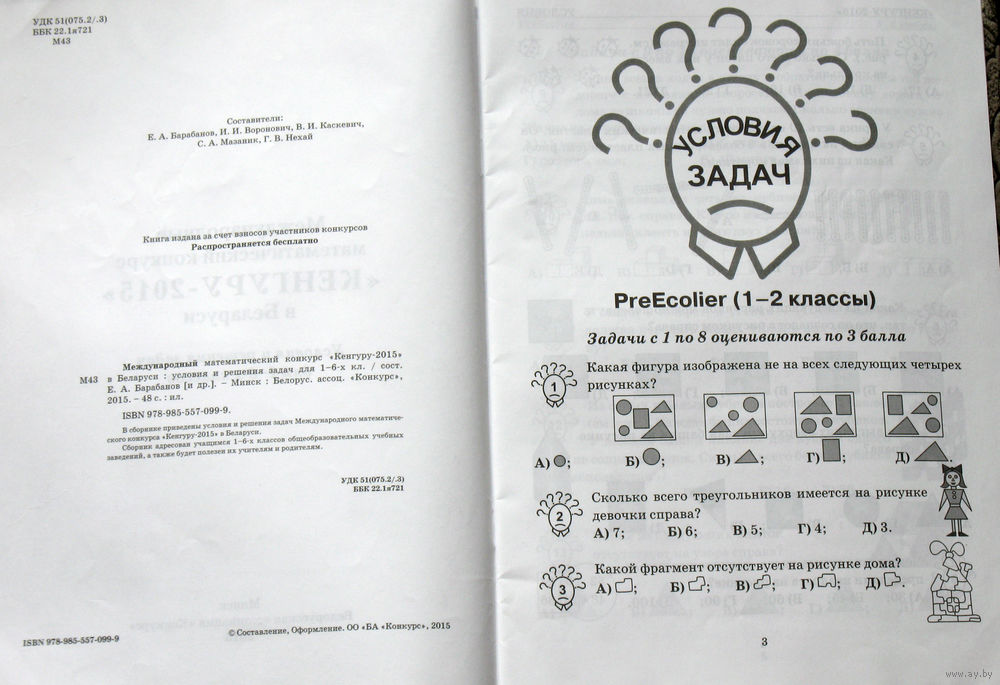 УДК 51(075.2/.3)
ББК 22.1я721
М43
Составители:
Е. А. Барабанов, И. И. Воронович, В. И. Каскевич,
С. А. Мазаник, Г. В. Нехай
Книга издана за счет взносов участников конкурсов
Распространяется бесплатно
Международный математический конкурс «Кенгуру-2015»
М43 в Беларуси : условия и решения задач для 1–6-х кл. / сост.
Е. А. Барабанов [и др.]. – Минск : Белорус. ассоц. «Конкурс»,
2015. – 48 с. : ил.
ISBN 978-985-557-099-9.
В сборнике приведены условия и решения задач Международного математиче-
ского конкурса «Кенгуру-2015» в Беларуси.
Сборник адресован учащимся 1–6-х классов общеобразовательных учебных
заведений, а также будет полезен их учителям и родителям.
УДК 51(075.2/.3)
ББК 22.1я721
ISBN 978-985-557-099-9
© Составление, Оформление. ОО «БА «Конкурс», 2015
? ? ? ? ? ? ?
УСЛОВИЯ
ЗАДАЧ
PreEcolier (1–2 классы)
Задачи с 1 по 8 оцениваются по 3 балла
1 Какая фигура изображена не на всех следующих четырех
рисунках?
А) ; Б) ; В) ; Г) ; Д) .
2 Сколько всего треугольников имеется на рисунке
девочки справа?
А) 7; Б) 6; В) 5; Г) 4; Д) 3.
3 Какой фрагмент отсутствует на рисунке дома?
А) ; Б) ; В) ; Г) ; Д) .
3
www.ay.by